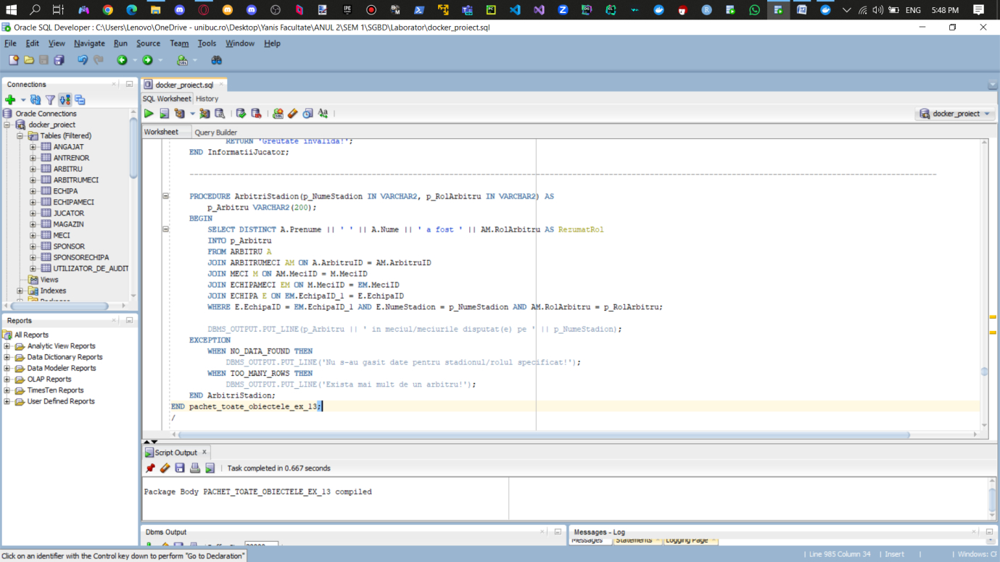 ENG 5:48 PM
Oracle SQL Developer : C:\Users\Lenovo\OneDrive - unibuc.ro\Desktop\Yanis Facultate\ANUL 2\SEM 1\SGBD\Laborator\docker_proiect.sql
File Edit View Navigate Run Source Team Tools Window Help
Connections
Oracle Connections
docker_project
Tables (Filtered)
ANGAJAT
ANTRENOR
ARBITRU
ARBITRUMECI
ECHIPA
ECHIPAMECI
JUCATOR
MAGAZIN
MECI
SPONSOR
SPONSORECHIPA
UTILIZATOR_DE_AUDIT
Views
Indexes
Reports
All Reports
Analytic View Reports
Data Dictionary Reports
Data Modeler Reports
OLAP Reports
TimesTen Reports
User Defined Reports
docker_proiect.sql
SQL Worksheet History
docker_project
Worksheet Query Builder
RETURN 'Greutate invalida!';
END InformatiiJucator;
PROCEDURE ArbitriStadion(p_NumeStadion IN VARCHAR2, p_RolArbitru IN VARCHAR2) AS
p_Arbitru VARCHAR2(200);
BEGIN
SELECT DISTINCT A.Prenume || ' ' || A.Nume || ' a fost ' || AM.RolArbitru AS RezumatRol
INTO p_Arbitru
FROM ARBITRU A
JOIN ARBITRUMECI AM ON A.ArbitruID = AM.ArbitruID
JOIN MECI M ON AM.MeciID = M.MeciID
JOIN ECHIPAMECI EM ON M.MeciID = EM.MeciID
JOIN ECHIPA E ON EM.EchipaID_1 = E.EchipaID
WHERE E.EchipaID = EM.EchipaID_1 AND E.NumeStadion = p_NumeStadion AND AM.RolArbitru = p_RolArbitru;
DBMS_OUTPUT.PUT_LINE(p_Arbitru || ' in meciul/meciurile disputat(e) pe ' || p_NumeStadion);
EXCEPTION
WHEN NO_DATA_FOUND THEN
DBMS_OUTPUT.PUT_LINE('Nu s-au gasit date pentru stadionul/rolul specificat!');
WHEN TOO_MANY_ROWS THEN
DBMS_OUTPUT.PUT_LINE('Exista mai mult de un arbitru!');
END ArbitriStadion;
END pachet_toate_obiectele_ex_13;
/
Script Output
Task completed in 0.667 seconds
Package Body PACHET_TOATE_OBIECTELE_EX_13 compiled
Dbms Output
Messages - Log
Messages Statements Logging Page
Click on an identifier with the Control key down to perform "Go to Declaration"
Line 985 Column 34 Insert Windows: CF